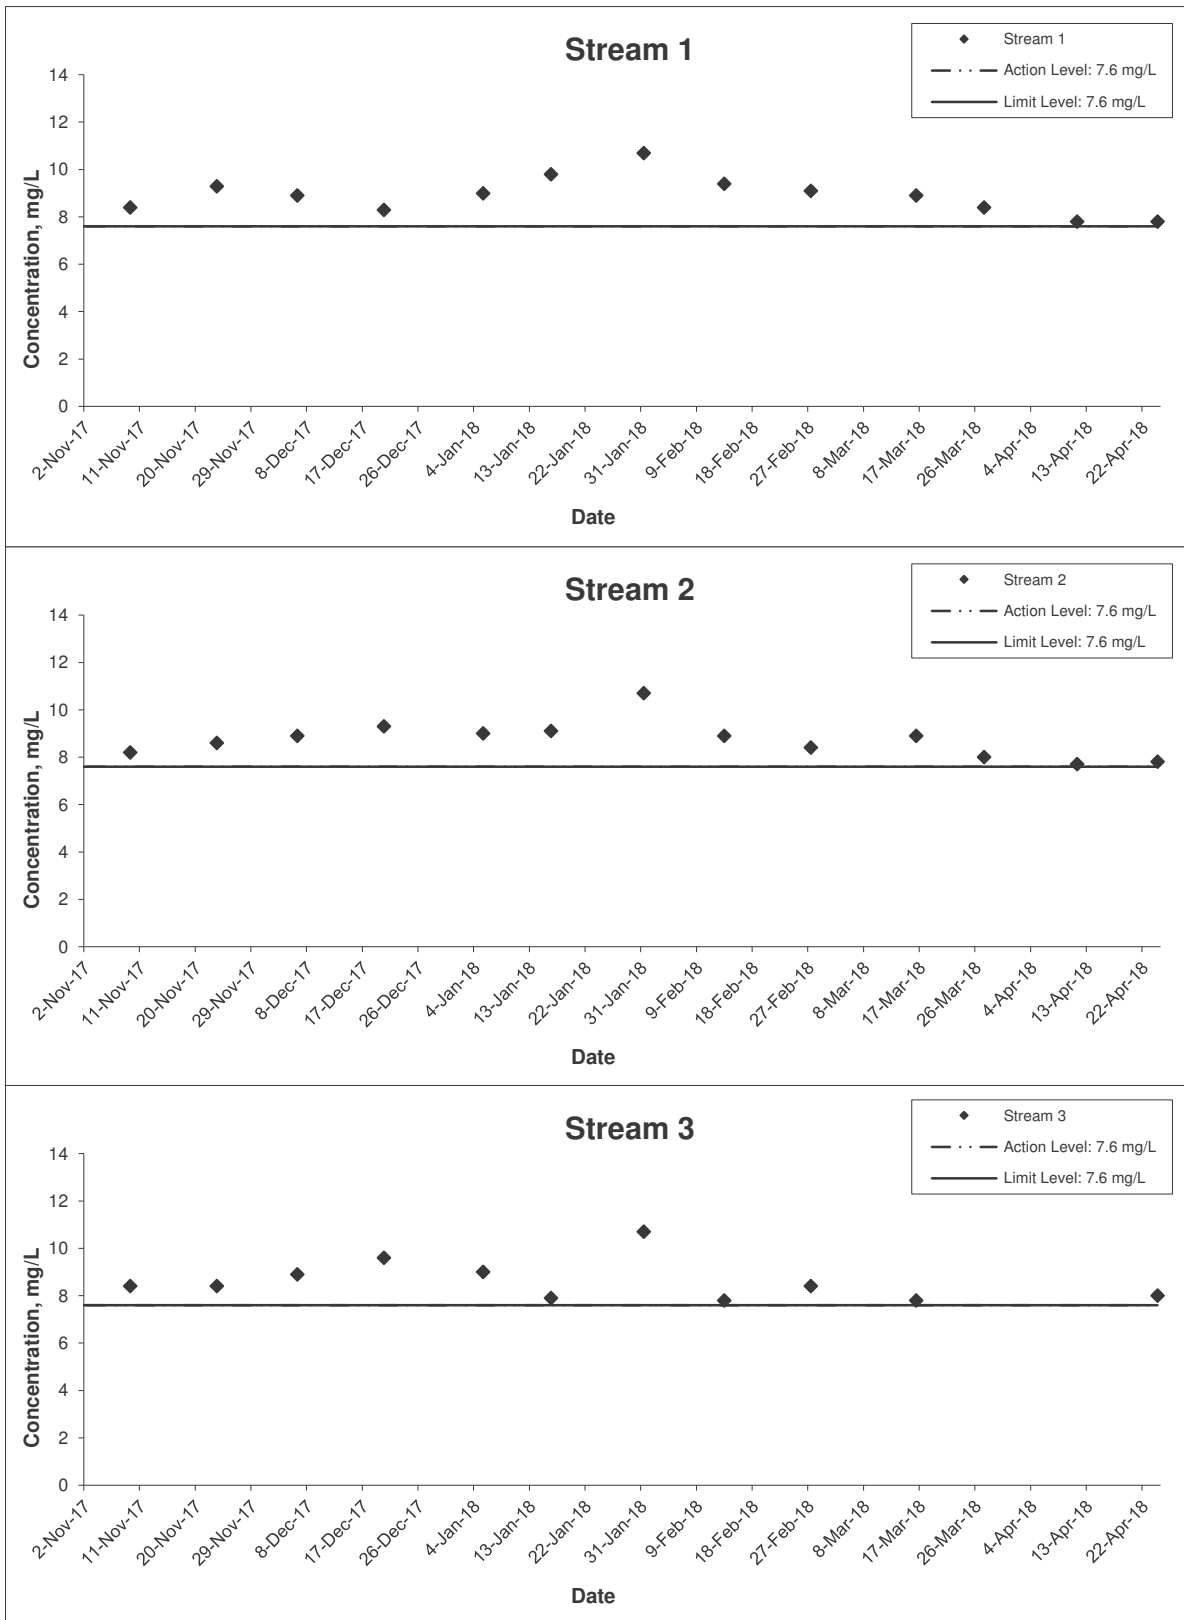 Stream 1
Stream 1
Action Level: 7.6 mg/L
Limit Level: 7.6 mg/L
Concentration, mg/L
14
12
10
8
6
4
2
0
2-Nov-17
11-Nov-17
20-Nov-17
29-Nov-17
8-Dec-17
17-Dec-17
26-Dec-17
4-Jan-18
13-Jan-18
22-Jan-18
31-Jan-18
9-Feb-18
18-Feb-18
27-Feb-18
8-Mar-18
17-Mar-18
26-Mar-18
4-Apr-18
13-Apr-18
22-Apr-18
Date
Stream 2
Stream 2
Action Level: 7.6 mg/L
Limit Level: 7.6 mg/L
Concentration, mg/L
14
12
10
8
6
4
2
0
2-Nov-17
11-Nov-17
20-Nov-17
29-Nov-17
8-Dec-17
17-Dec-17
26-Dec-17
4-Jan-18
13-Jan-18
22-Jan-18
31-Jan-18
9-Feb-18
18-Feb-18
27-Feb-18
8-Mar-18
17-Mar-18
26-Mar-18
4-Apr-18
13-Apr-18
22-Apr-18
Date
Stream 3
Stream 3
Action Level: 7.6 mg/L
Limit Level: 7.6 mg/L
Concentration, mg/L
14
12
10
8
6
4
2
0
2-Nov-17
11-Nov-17
20-Nov-17
29-Nov-17
8-Dec-17
17-Dec-17
26-Dec-17
4-Jan-18
13-Jan-18
22-Jan-18
31-Jan-18
9-Feb-18
18-Feb-18
27-Feb-18
8-Mar-18
17-Mar-18
26-Mar-18
4-Apr-18
13-Apr-18
22-Apr-18
Date